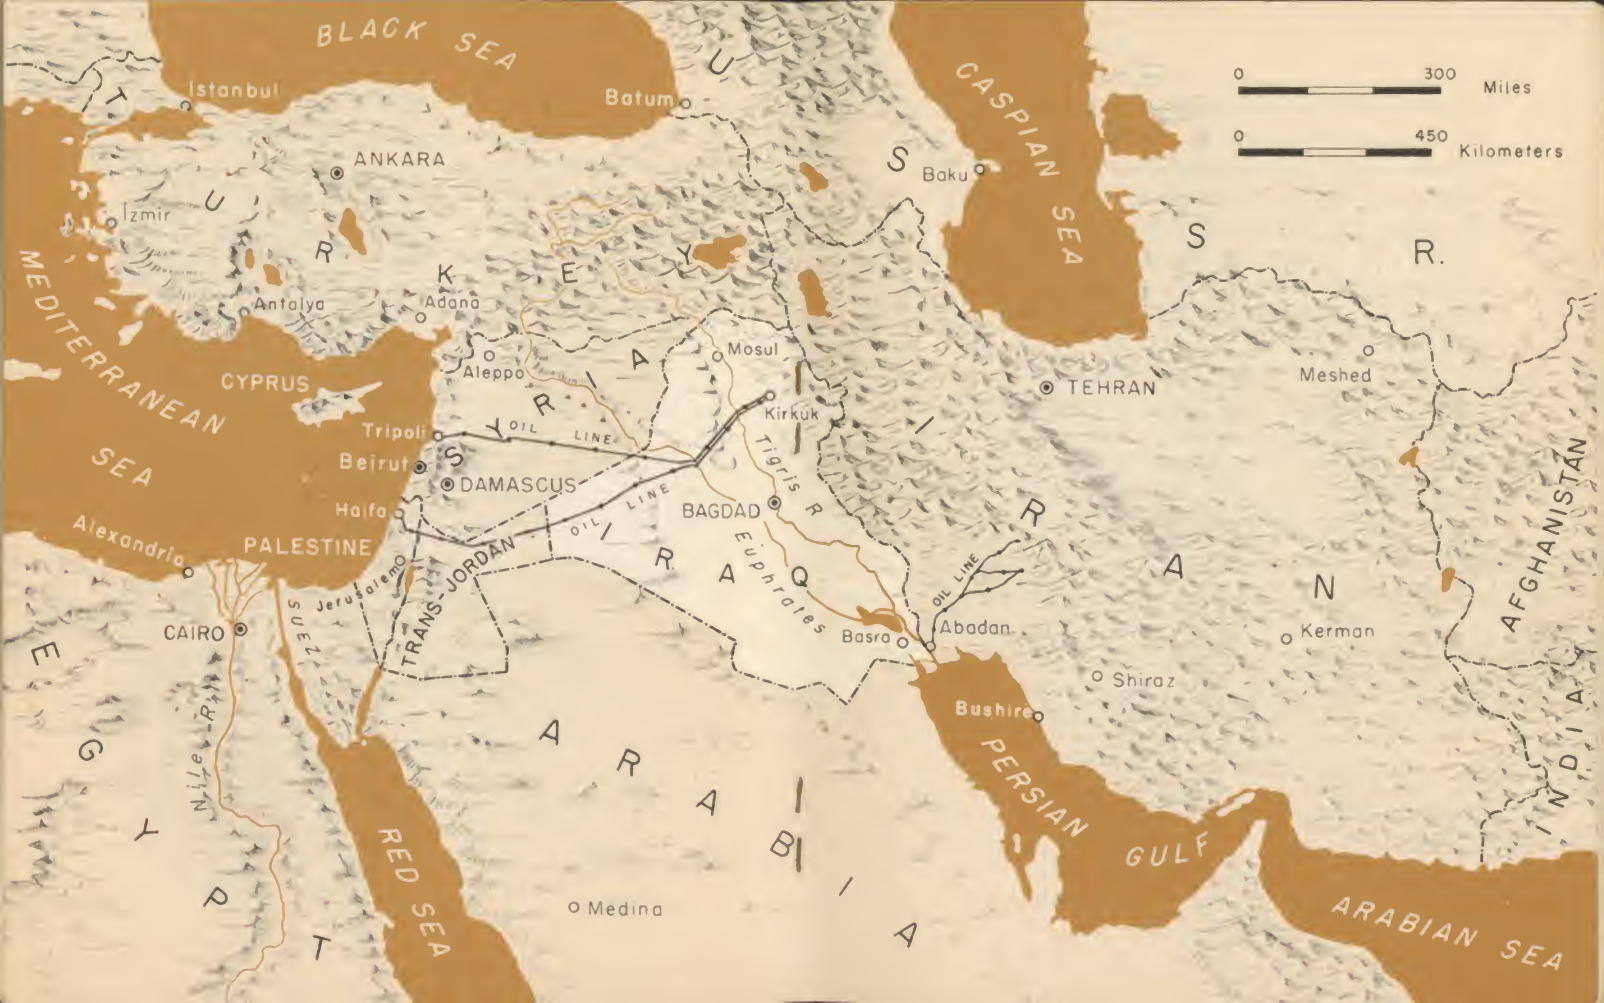 BLACK SEA
0 300 Miles
0 450 Kilometers
CASPIAN SEA
U. S. S. R.
Istanbul
Batum
Baku
TURKEY
ANKARA
Izmir
Antalya
Adana
MEDITERRANEAN SEA
CYPRUS
Aleppo
SYRIA
Mosul
Kirkuk
TEHRAN
Meshed
Tripoli
OIL LINE
Beirut
DAMASCUS
Haifa
OIL LINE
Tigris R
BAGDAD
Euphrates
IRAQ
IRAN
AFGHANISTAN
Alexandria
PALESTINE
Jerusalem
TRANS-JORDAN
SUEZ
CAIRO
Nile R
EGYPT
OIL LINE
Abadan
Basra
Kerman
Shiraz
Bushire
INDIA
PERSIAN GULF
ARABIA
RED SEA
Medina
ARABIAN SEA